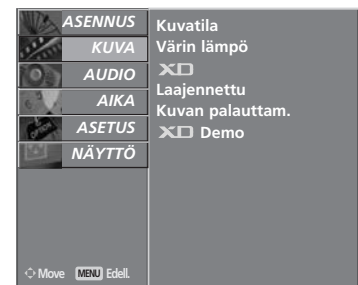 ASENNUS
KUVA
AUDIO
AIKA
ASETUS
NÄYTTÖ
Kuvatila
Värin lämpö
XD
Laajennettu
Kuvan palauttam.
XD Demo
Move MENU Edell.